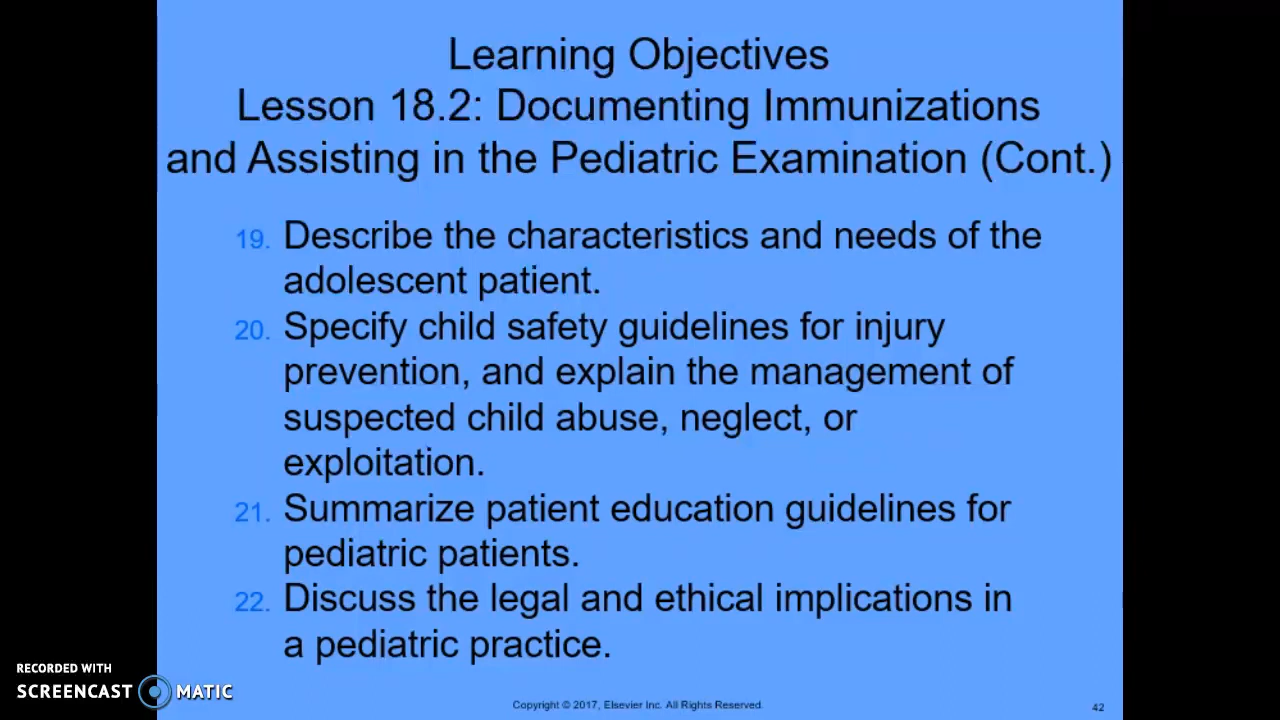 Learning Objectives
Lesson 18.2: Documenting Immunizations
and Assisting in the Pediatric Examination (Cont.)
19. Describe the characteristics and needs of the
adolescent patient.
20. Specify child safety guidelines for injury
prevention, and explain the management of
suspected child abuse, neglect, or
exploitation.
21. Summarize patient education guidelines for
pediatric patients.
22. Discuss the legal and ethical implications in
a pediatric practice.
RECORDED WITH
SCREENCAST MATIC
Copyright © 2017, Elsevier Inc. All Rights Reserved.
42